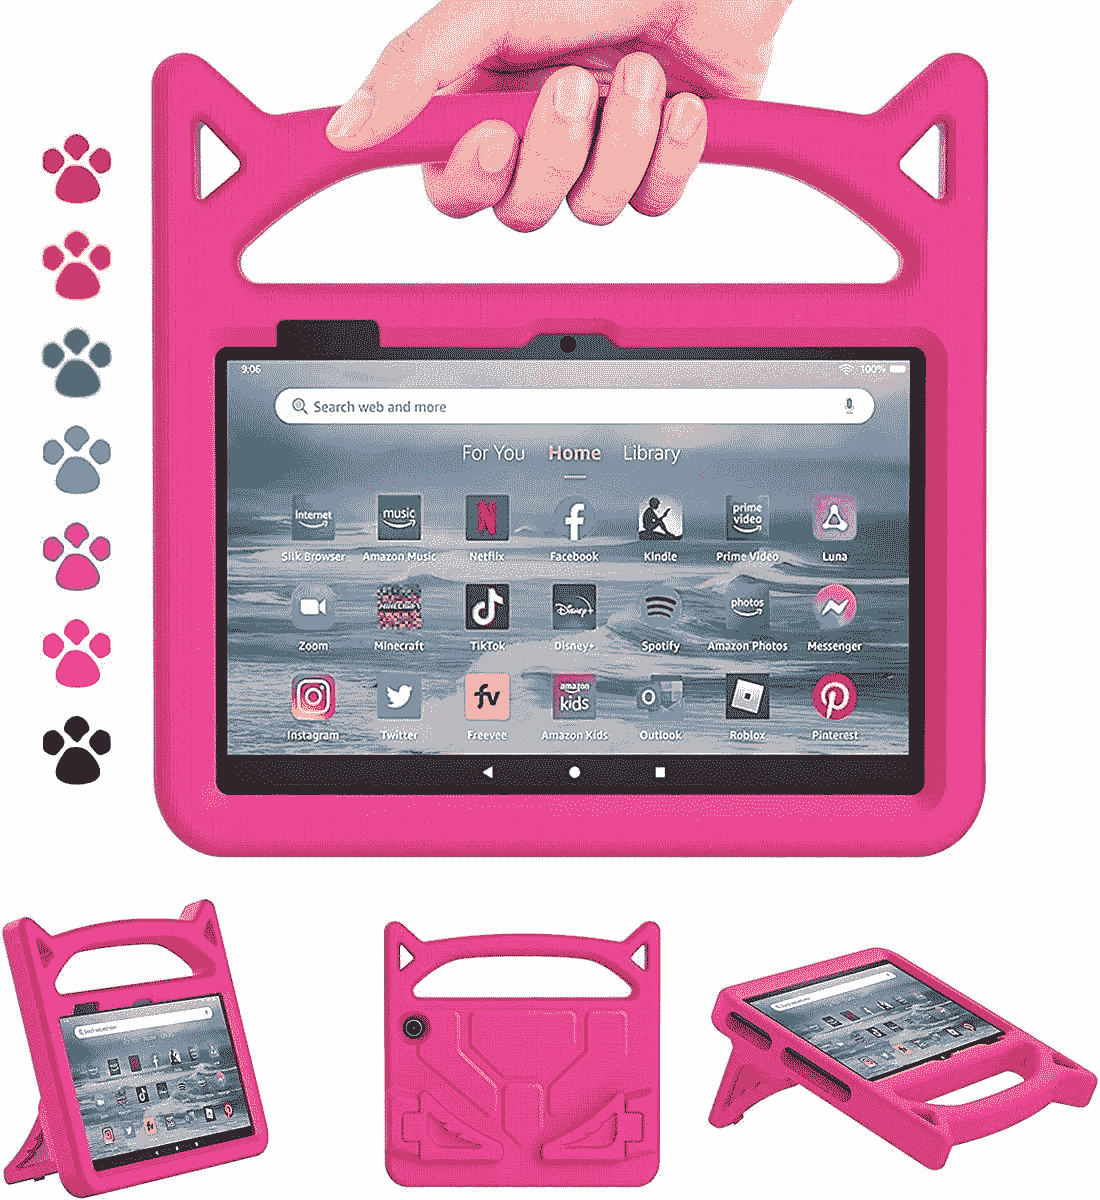 9:06 100%
Search web and more
For You Home Library
internet music N f prime video
Silk Browser Amazon Music Netflix Facebook Kindle Prime Video Luna
MINECRAFT Disney+ photos
Zoom Minecraft TikTok Disney+ Spotify Amazon Photos Messenger
fv amazon kids O
Instagram Twitter Freevee Amazon Kids Outlook Roblox Pinterest